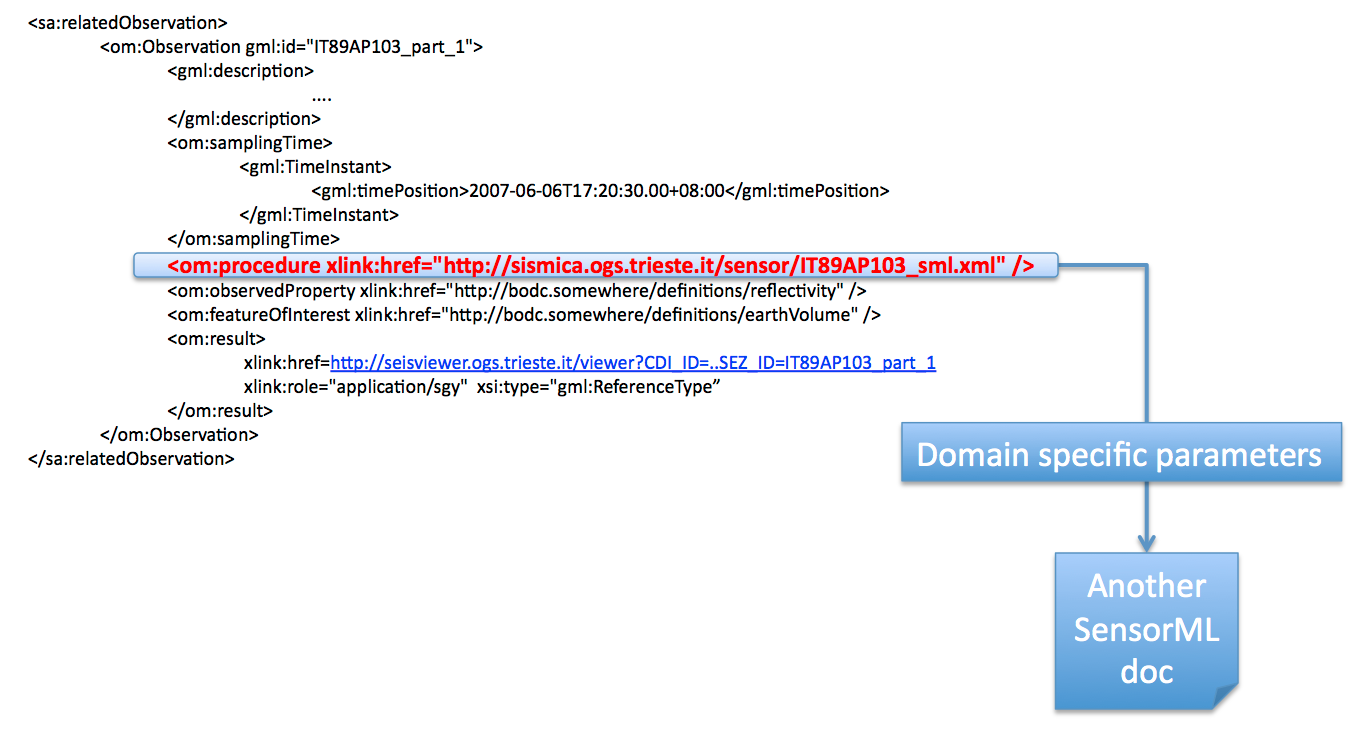 <sa:relatedObservation>
<om:Observation gml:id="IT89AP103_part_1">
<gml:description>
....
</gml:description>
<om:samplingTime>
<gml:TimeInstant>
<gml:timePosition>2007-06-06T17:20:30.00+08:00</gml:timePosition>
</gml:TimeInstant>
</om:samplingTime>
<om:procedure xlink:href="http://sismica.ogs.trieste.it/sensor/IT89AP103_sml.xml" />
<om:observedProperty xlink:href="http://bodc.somewhere/definitions/reflectivity" />
<om:featureOfInterest xlink:href="http://bodc.somewhere/definitions/earthVolume" />
<om:result>
xlink:href=http://seisviewer.ogs.trieste.it/viewer?CDI_ID=..SEZ_ID=IT89AP103_part_1
xlink:role="application/sgy" xsi:type="gml:ReferenceType”
</om:result>
</om:Observation>
</sa:relatedObservation>
Domain specific parameters
Another
SensorML
doc